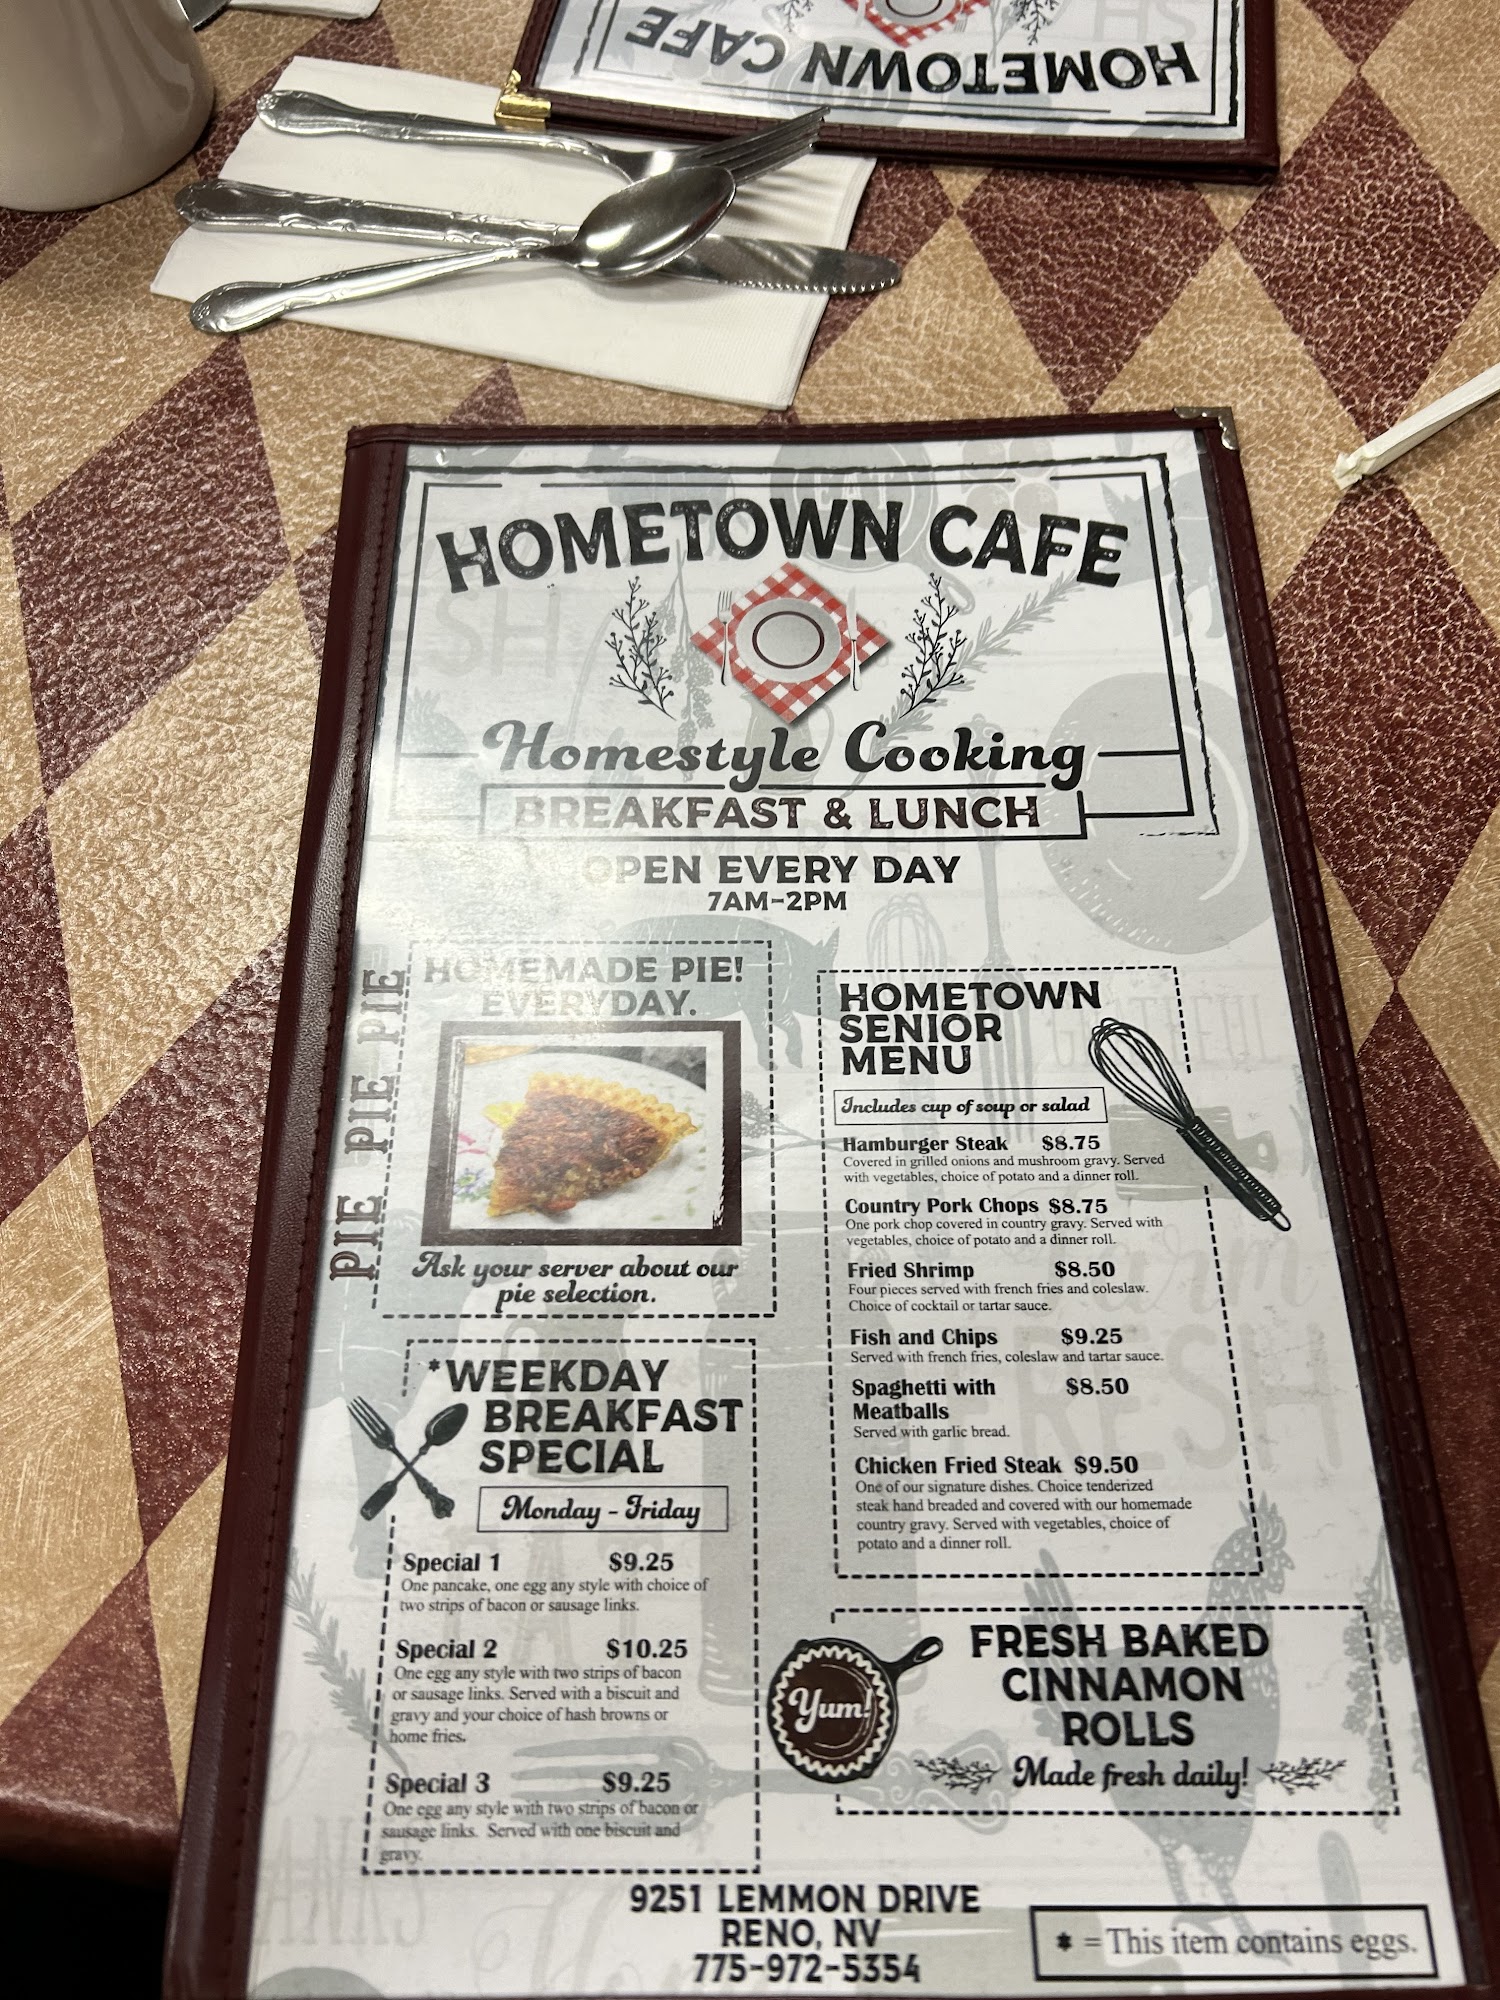 HOMETOWN CAFE
HOMETOWN CAFE
Homestyle Cooking
BREAKFAST & LUNCH
OPEN EVERY DAY
7AM-2PM
PIE PIE PIE
HOMEMADE PIE!
EVERYDAY.
Ask your server about our
pie selection.
*WEEKDAY
BREAKFAST
SPECIAL
Monday - Friday
Special 1 $9.25
One pancake, one egg any style with choice of
two strips of bacon or sausage links.
Special 2 $10.25
One egg any style with two strips of bacon
or sausage links. Served with a biscuit and
gravy and your choice of hash browns or
home fries.
Special 3 $9.25
One egg any style with two strips of bacon or
sausage links. Served with one biscuit and
gravy.
HOMETOWN
SENIOR
MENU
Includes cup of soup or salad
Hamburger Steak $8.75
Covered in grilled onions and mushroom gravy. Served
with vegetables, choice of potato and a dinner roll.
Country Pork Chops $8.75
One pork chop covered in country gravy. Served with
vegetables, choice of potato and a dinner roll.
Fried Shrimp $8.50
Four pieces served with french fries and coleslaw.
Choice of cocktail or tartar sauce.
Fish and Chips $9.25
Served with french fries, coleslaw and tartar sauce.
Spaghetti with $8.50
Meatballs
Served with garlic bread.
Chicken Fried Steak $9.50
One of our signature dishes. Choice tenderized
steak hand breaded and covered with our homemade
country gravy. Served with vegetables, choice of
potato and a dinner roll.
Yum!
FRESH BAKED
CINNAMON
ROLLS
Made fresh daily!
9251 LEMMON DRIVE
RENO, NV
775-972-5354
* = This item contains eggs.